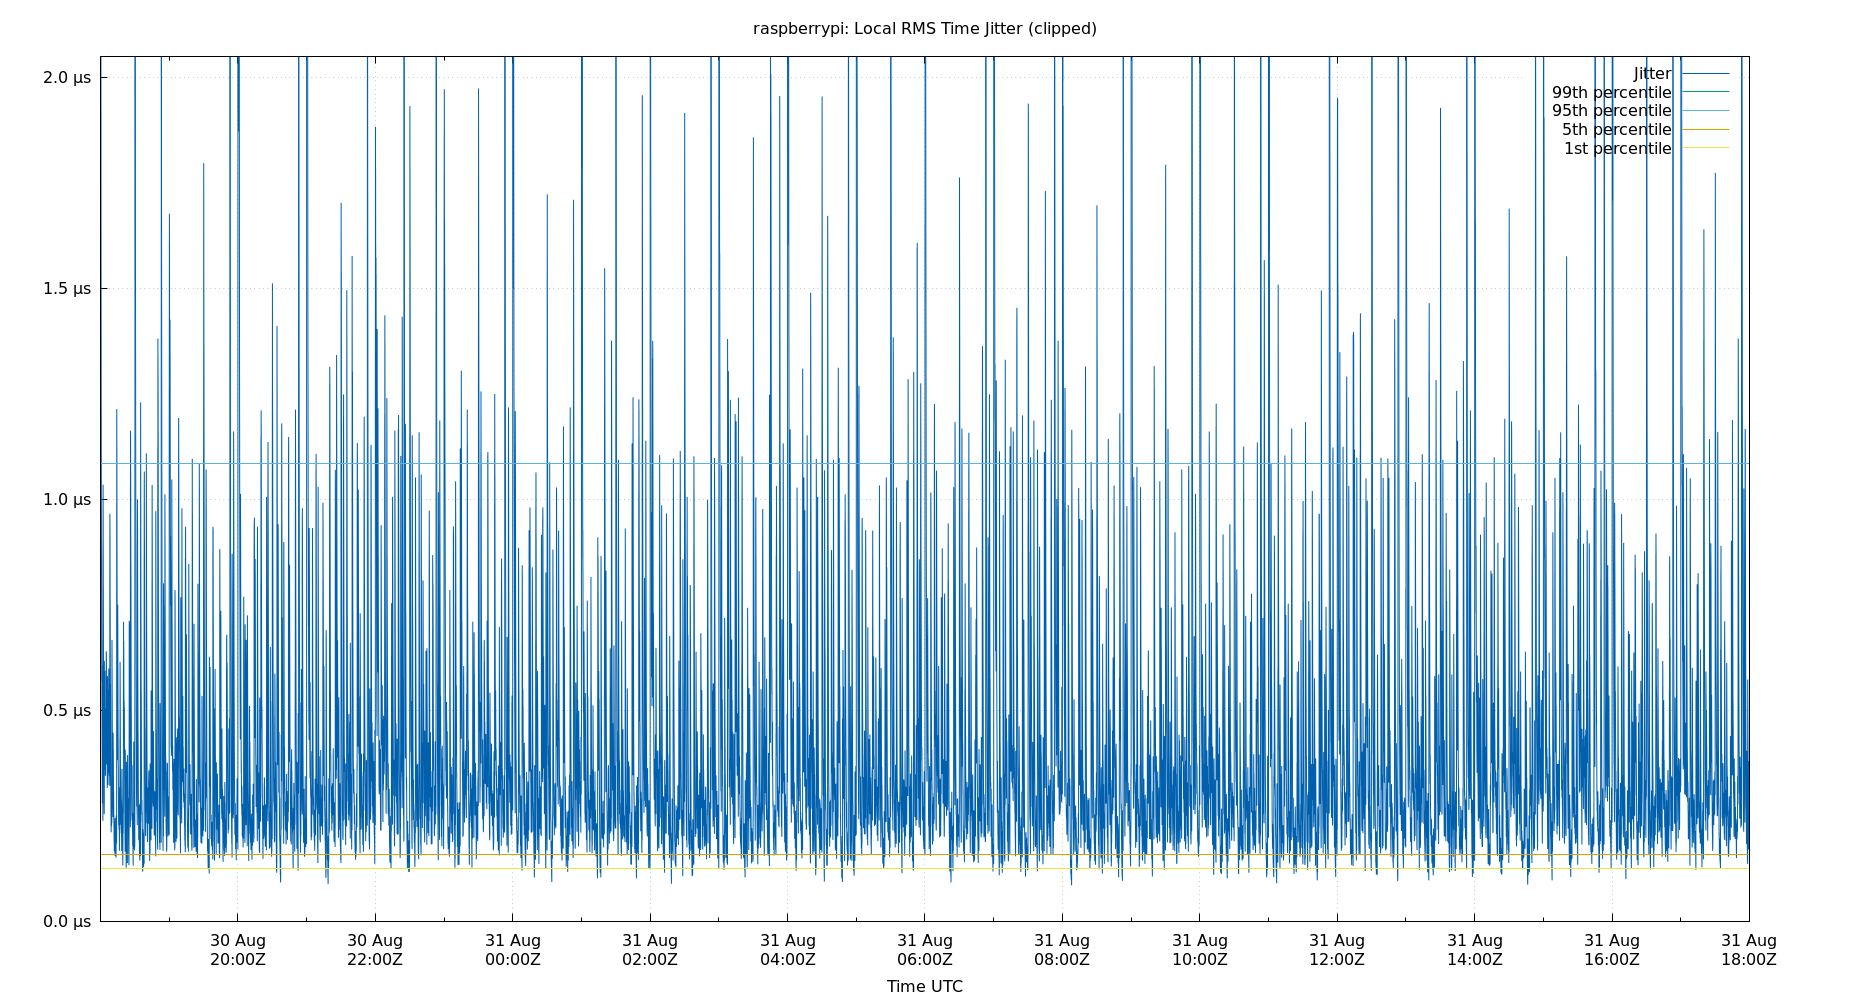 raspberrypi: Local RMS Time Jitter (clipped)
2.0 µs
1.5 µs
1.0 µs
0.5 µs
0.0 µs
Jitter
99th percentile
95th percentile
5th percentile
1st percentile
30 Aug 30 Aug 31 Aug 31 Aug 31 Aug 31 Aug 31 Aug 31 Aug 31 Aug 31 Aug 31 Aug 31 Aug
20:00Z 22:00Z 00:00Z 02:00Z 04:00Z 06:00Z 08:00Z 10:00Z 12:00Z 14:00Z 16:00Z 18:00Z
Time UTC